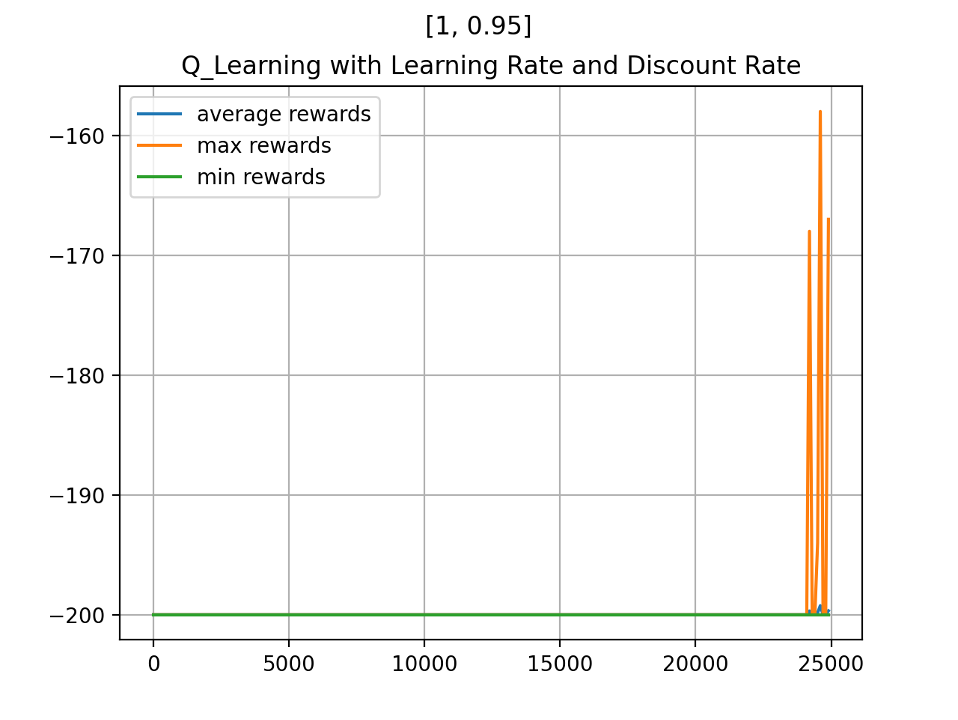 [1, 0.95]
Q_Learning with Learning Rate and Discount Rate
average rewards
max rewards
min rewards
−160
−170
−180
−190
−200
0 5000 10000 15000 20000 25000